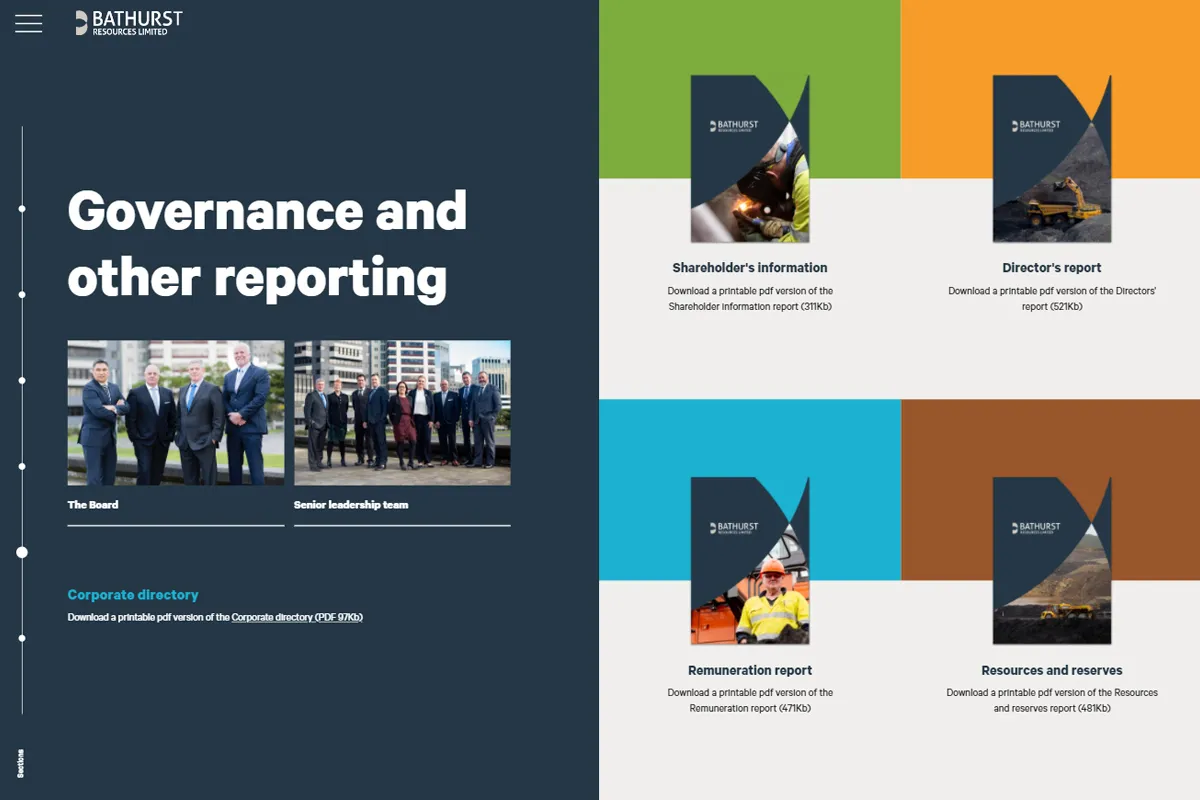 BATHURST
RESOURCES LIMITED
Governance and
other reporting
The Board
Senior leadership team
Corporate directory
Download a printable pdf version of the Corporate directory (PDF 97Kb)
Sections
BATHURST
RESOURCES LIMITED
Shareholder's information
Download a printable pdf version of the
Shareholder information report (311Kb)
BATHURST
RESOURCES LIMITED
Director's report
Download a printable pdf version of the Directors'
report (521Kb)
BATHURST
RESOURCES LIMITED
Remuneration report
Download a printable pdf version of the
Remuneration report (471Kb)
BATHURST
RESOURCES LIMITED
Resources and reserves
Download a printable pdf version of the Resources
and reserves report (481Kb)